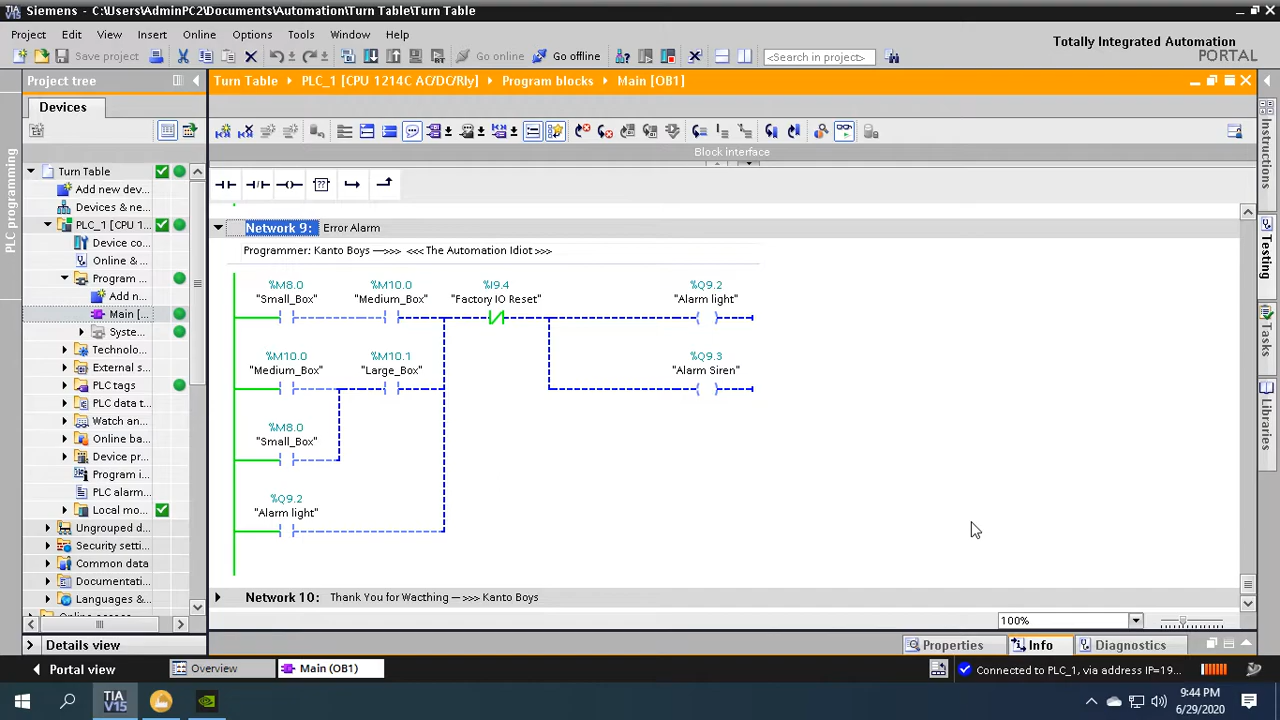 TIA
V15
Siemens - C:\Users\AdminPC2\Documents\Automation\Turn Table\Turn Table
Project Edit View Insert Online Options Tools Window Help
Totally Integrated Automation
PORTAL
Save project
Go online
Go offline
<Search in project>
Project tree
Turn Table PLC_1 [CPU 1214C AC/DC/Rly] Program blocks Main [OB1]
Devices
PLC programming
Block interface
Turn Table
Add new dev...
Devices & ne...
PLC_1 [CPU 1...
Device co...
Online & ...
Program ...
Add n...
Main [...
Syste...
Technolo...
External s...
PLC tags
PLC data t...
Watch an...
Online ba...
Device pr...
Program i...
PLC alarm...
Local mo...
Ungrouped d...
Security setti...
Common data
Documentati...
Languages &...
Online access
Details view
??
Network 9: Error Alarm
Programmer: Kanto Boys —>>> <<< The Automation Idiot >>>
%M8.0 %M10.0 %I9.4 %Q9.2
"Small_Box" "Medium_Box" "Factory IO Reset" "Alarm light"
%M10.0 %M10.1 %Q9.3
"Medium_Box" "Large_Box" "Alarm Siren"
%M8.0
"Small_Box"
%Q9.2
"Alarm light"
Network 10: Thank You for Wacthing —>>> Kanto Boys
100%
Instructions
Testing
Tasks
Libraries
Properties Info Diagnostics
Portal view Overview Main (OB1)
Connected to PLC_1, via address IP=19...
TIA
V15
9:44 PM
6/29/2020